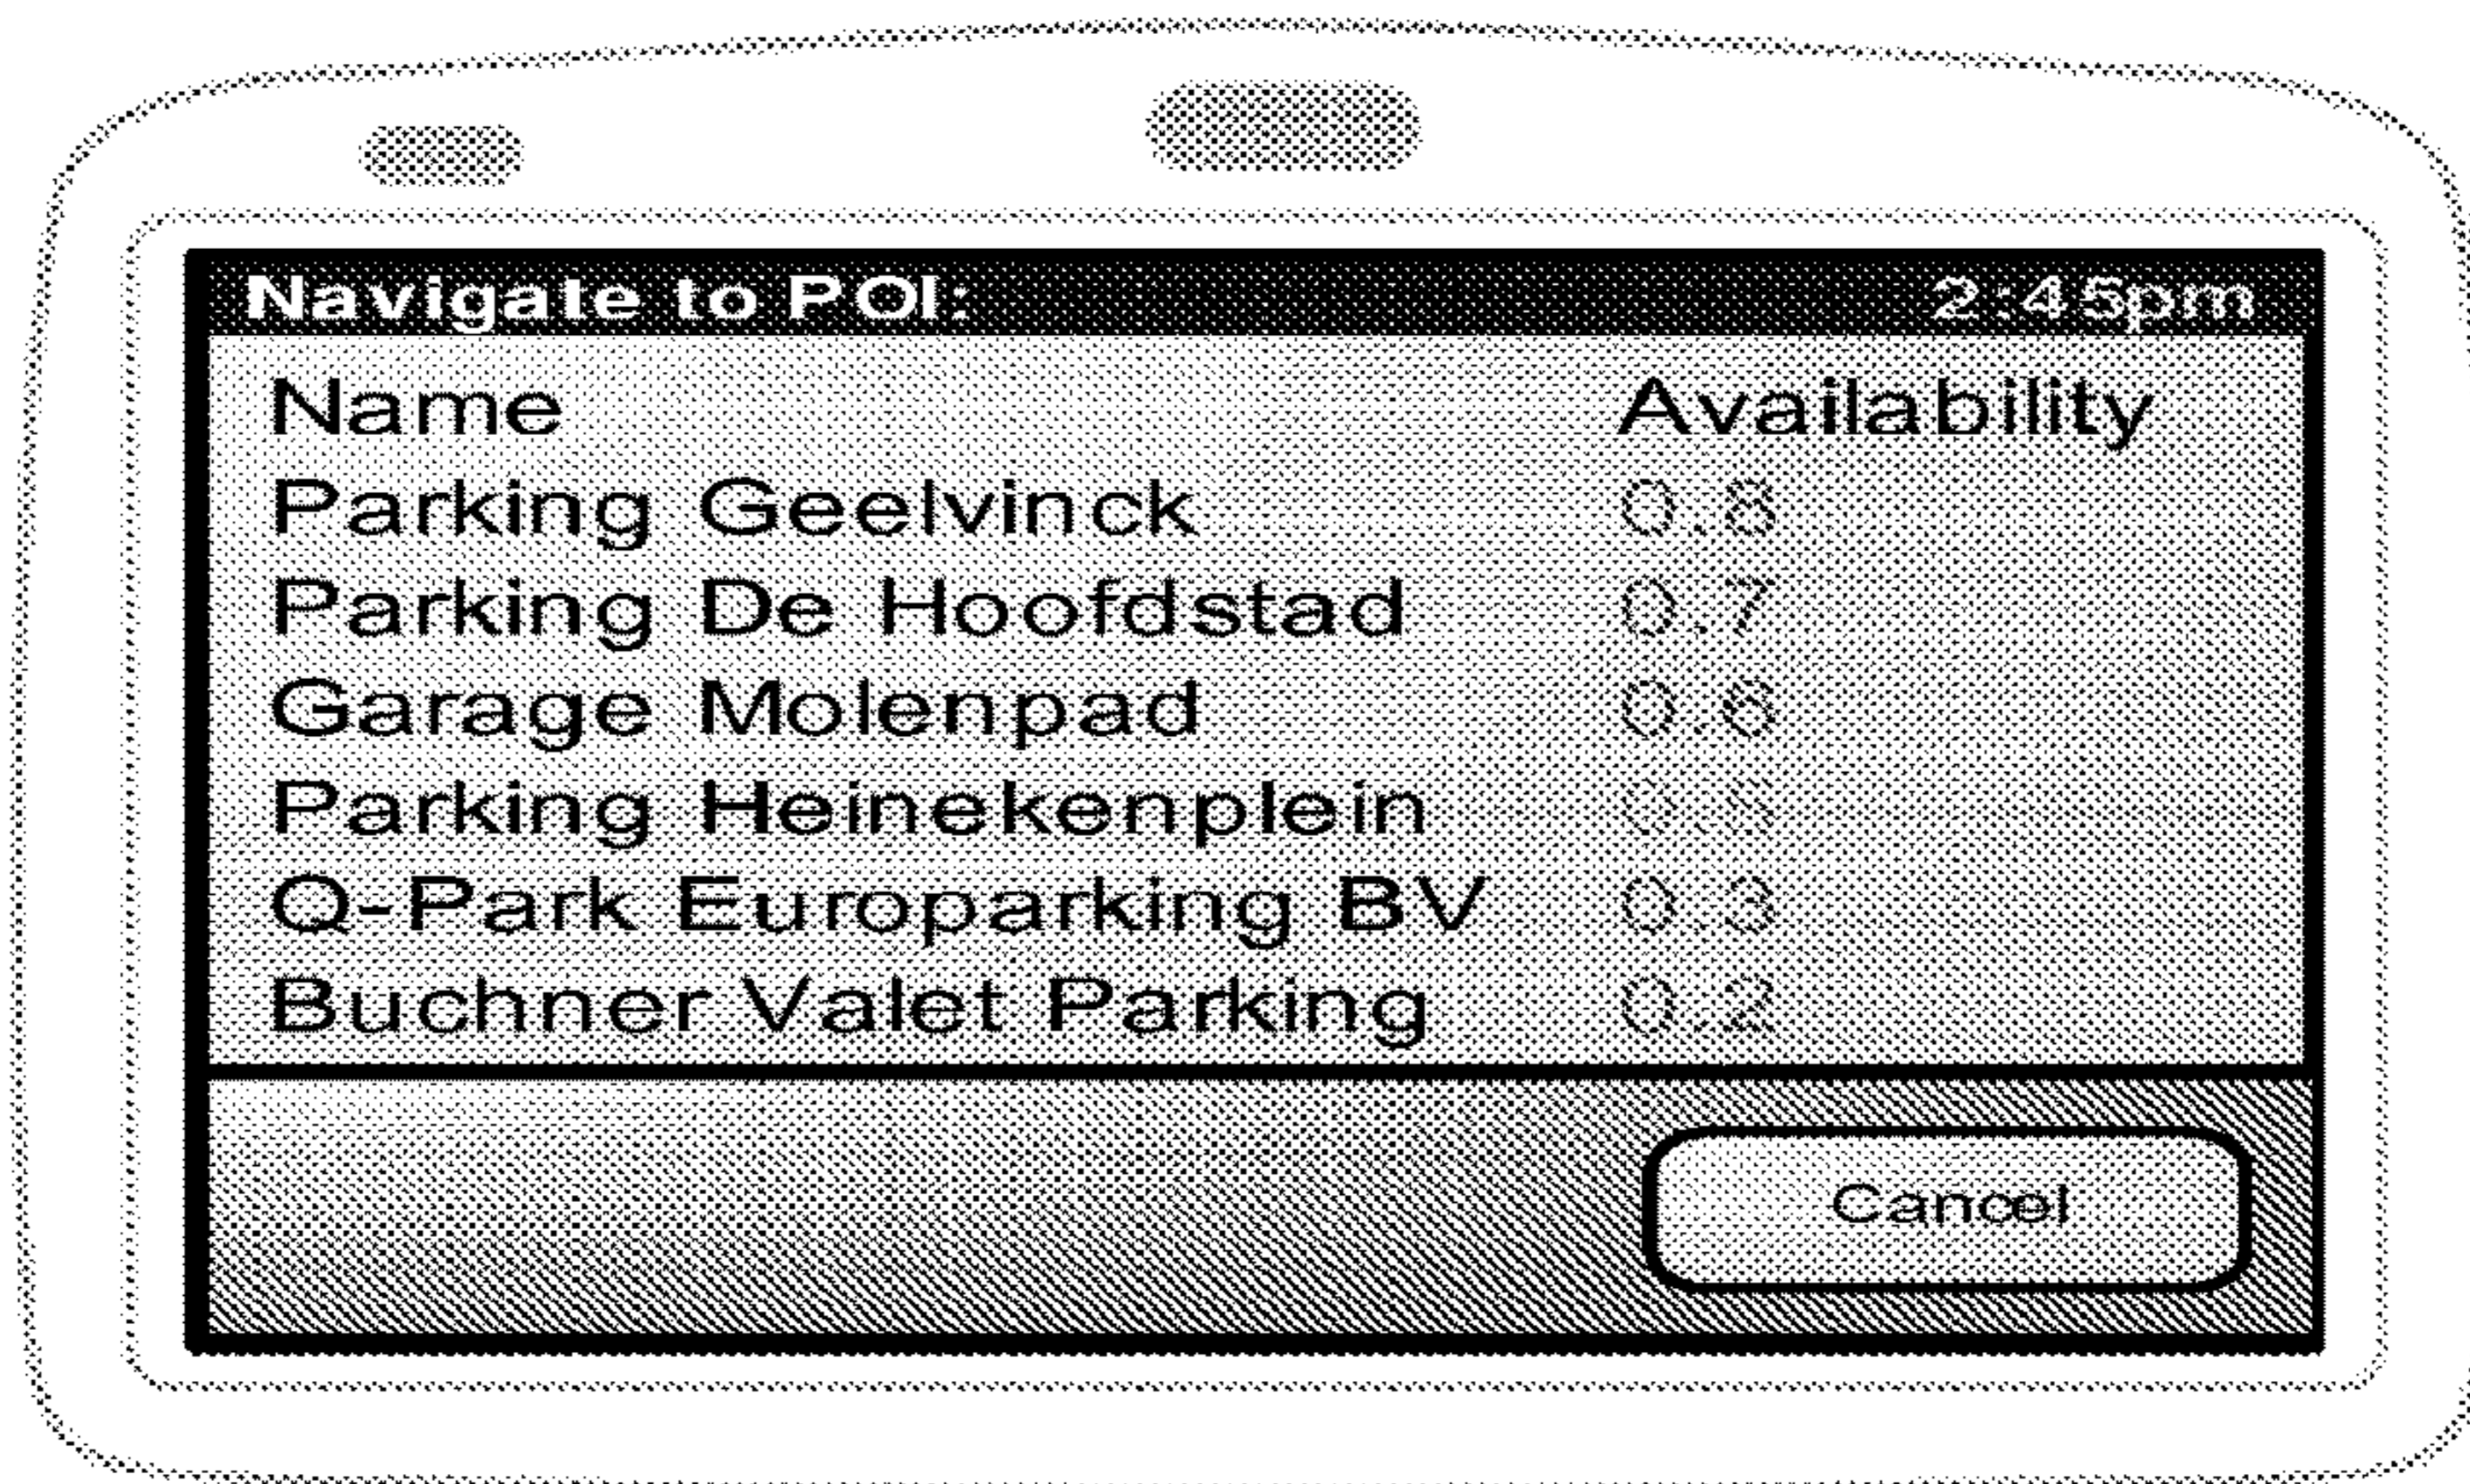 Navigate to POI: 2:45pm
Name Availability
Parking Geelvinck 0.8
Parking De Hoofdstad 0.7
Garage Molenpad 0.6
Parking Heinekenplein
Q-Park Europarking BV 0.3
Buchner Valet Parking 0.2
Cancel